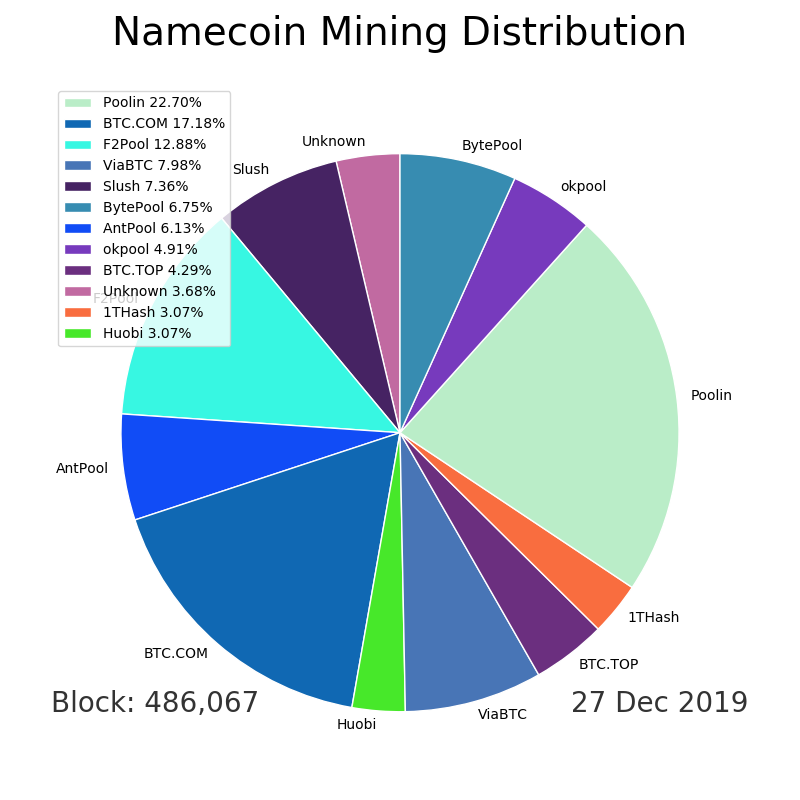 Namecoin Mining Distribution
Poolin 22.70%
BTC.COM 17.18%
F2Pool 12.88%
ViaBTC 7.98%
Slush 7.36%
BytePool 6.75%
AntPool 6.13%
okpool 4.91%
BTC.TOP 4.29%
Unknown 3.68%
1THash 3.07%
Huobi 3.07%
Unknown
BytePool
Slush
okpool
F2Pool
Poolin
AntPool
1THash
BTC.COM
BTC.TOP
Huobi
ViaBTC
Block: 486,067
27 Dec 2019